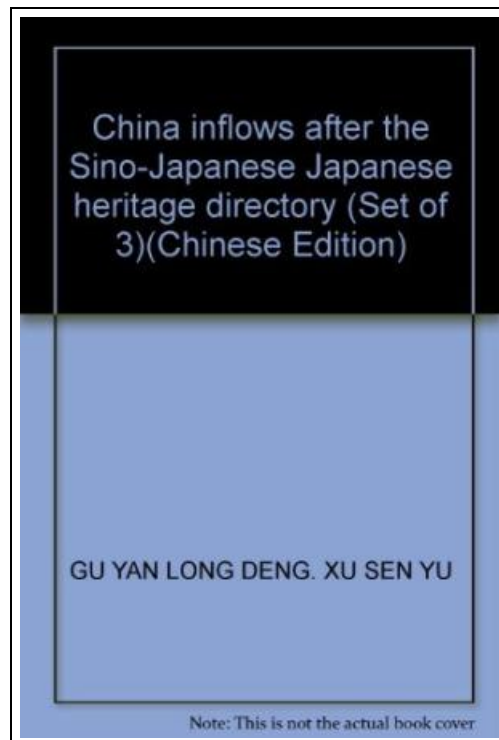 China inflows after the
Sino-Japanese Japanese
heritage directory (Set of
3)(Chinese Edition)
GU YAN LONG DENG. XU SEN YU
Note: This is not the actual book cover